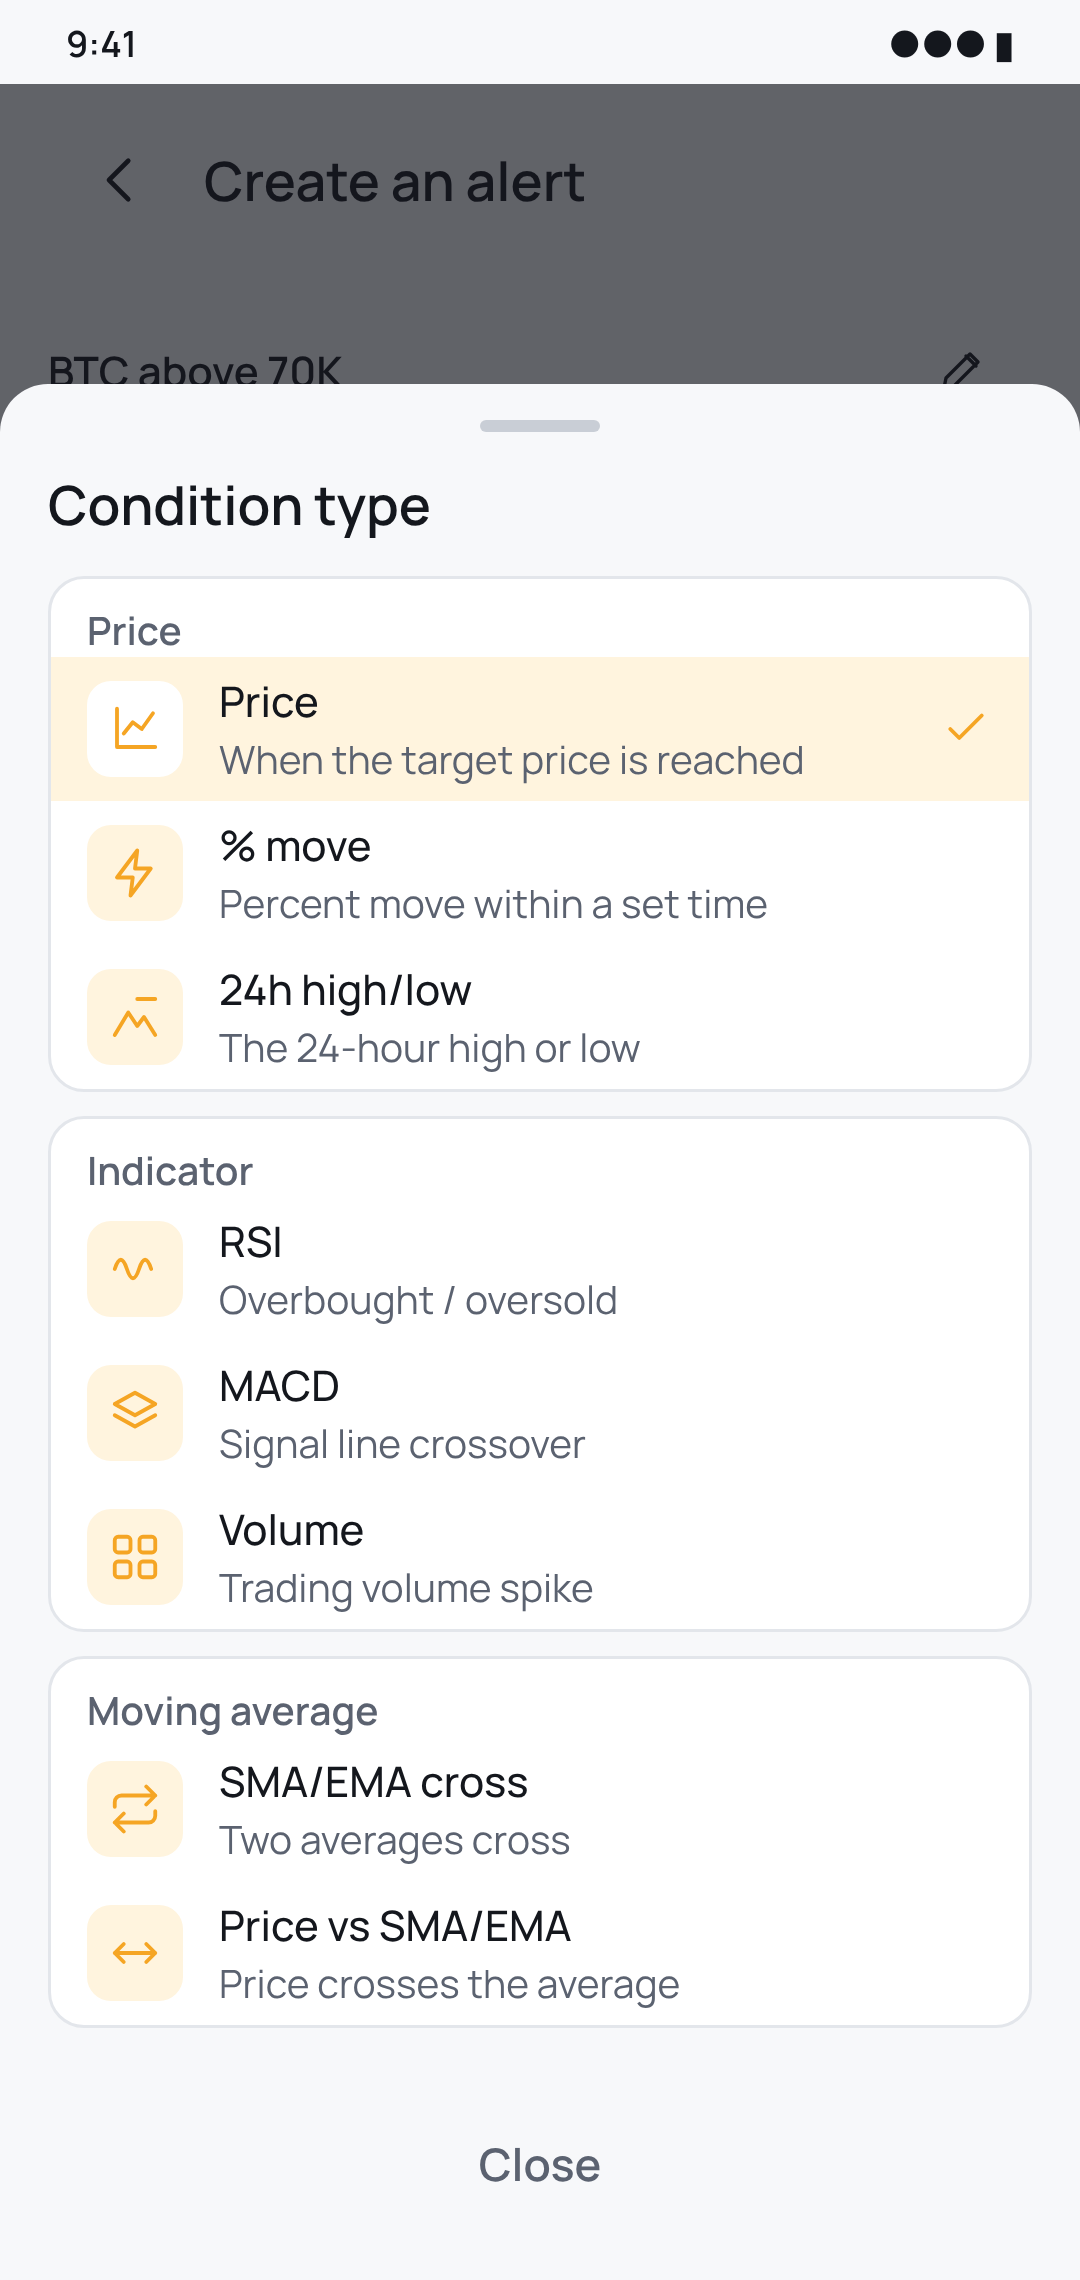 9:41
Create an alert
BTC above 70K
Condition type
Price
Price
When the target price is reached
% move
Percent move within a set time
24h high/low
The 24-hour high or low
Indicator
RSI
Overbought / oversold
MACD
Signal line crossover
Volume
Trading volume spike
Moving average
SMA/EMA cross
Two averages cross
Price vs SMA/EMA
Price crosses the average
Close